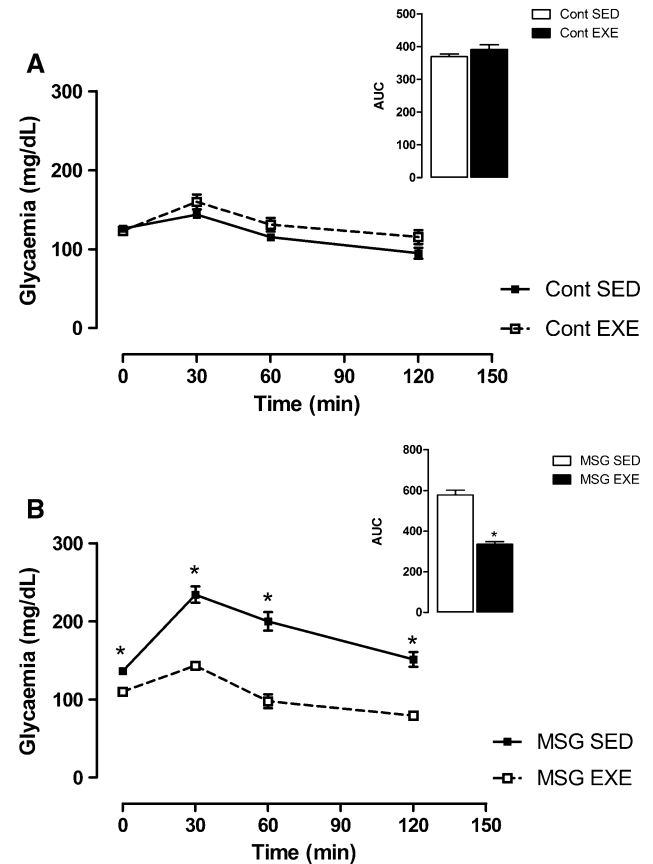 A
500
400
300
200
100
0
AUC
Cont SED
Cont EXE
300
200
100
0
Glycaemia (mg/dL)
Cont SED
Cont EXE
0 30 60 90 120 150
Time (min)
B
800
600
400
200
0
AUC
*
MSG SED
MSG EXE
300
200
100
0
Glycaemia (mg/dL)
* * * *
MSG SED
MSG EXE
0 30 60 90 120 150
Time (min)